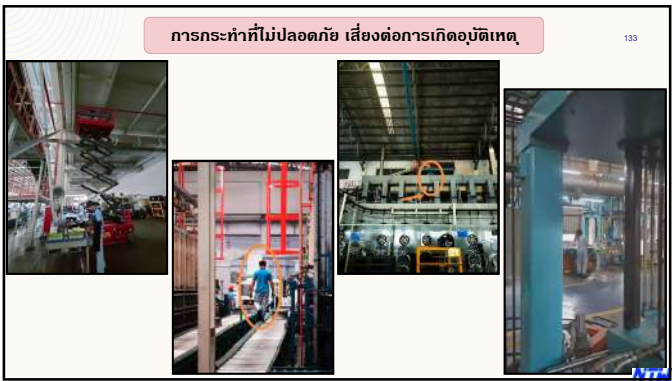 การกระทำที่ไม่ปลอดภัย เสี่ยงต่อการเกิดอุบัติเหตุ
133